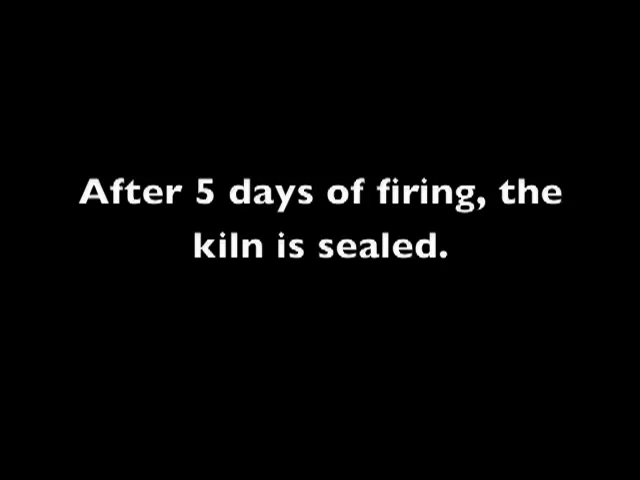 After 5 days of firing, the
kiln is sealed.